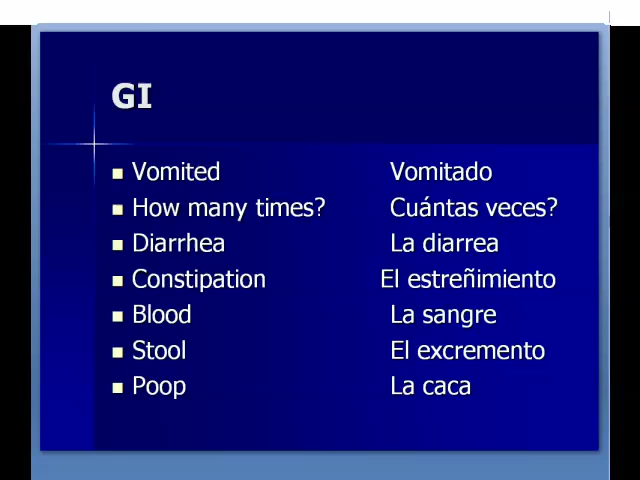 GI
Vomited Vomitado
How many times? Cuántas veces?
Diarrhea La diarrea
Constipation El estreñimiento
Blood La sangre
Stool El excremento
Poop La caca